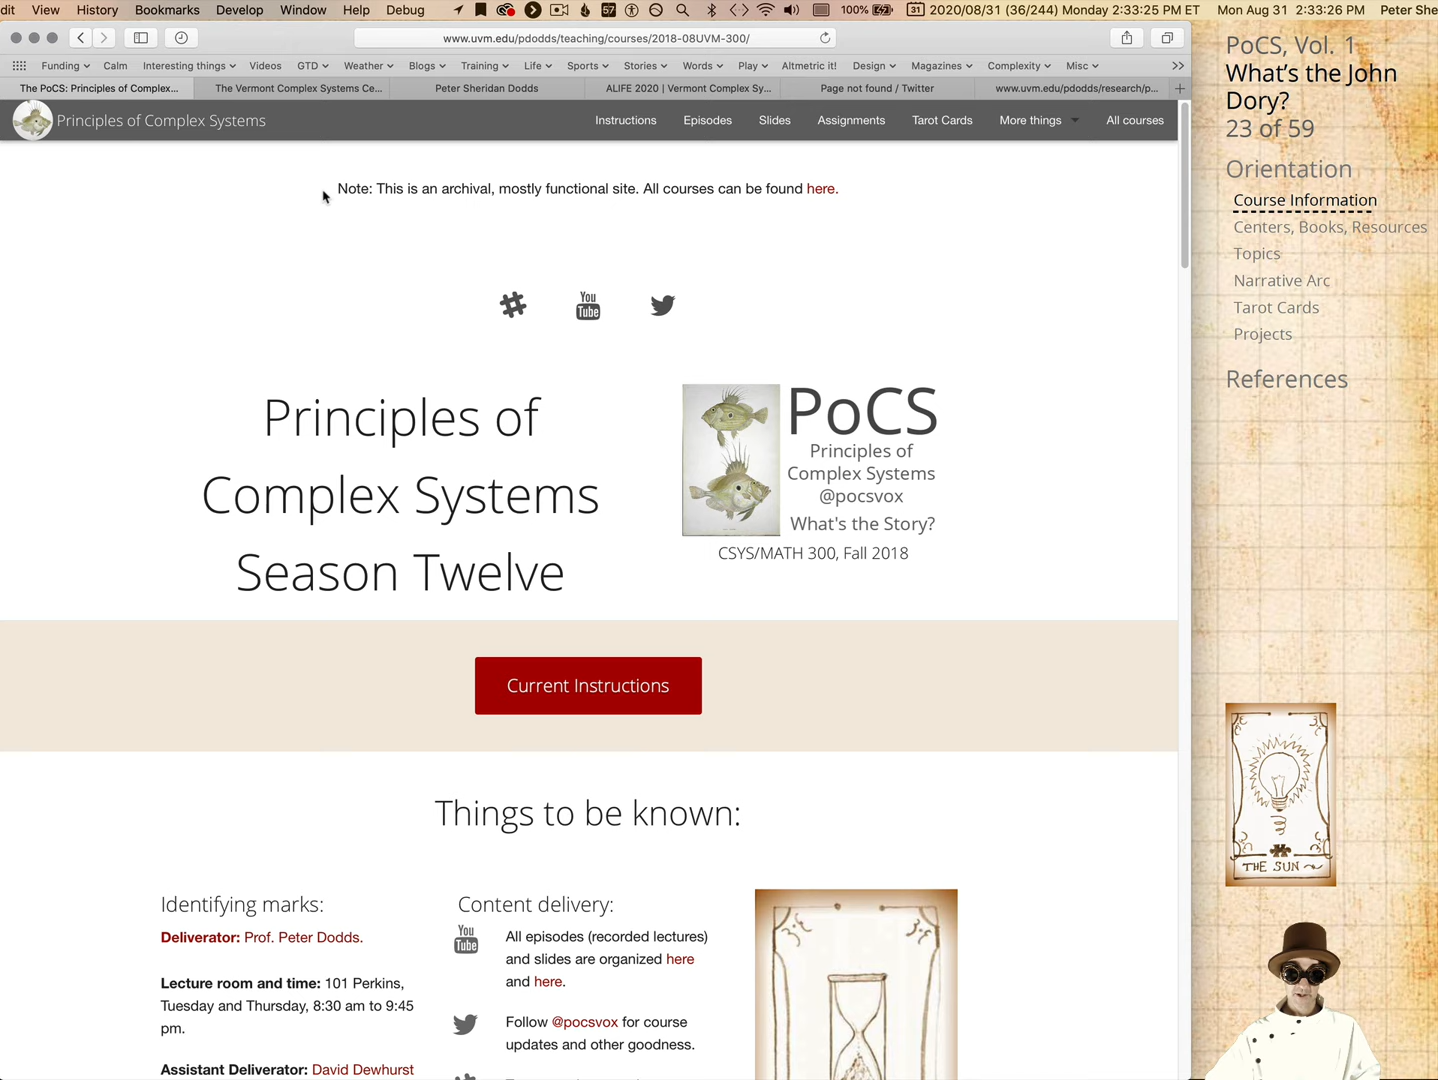 dit View History Bookmarks Develop Window Help Debug 57 100% 31 2020/08/31 (36/244) Monday 2:33:25 PM ET Mon Aug 31 2:33:26 PM Peter She
www.uvm.edu/pdodds/teaching/courses/2018-08UVM-300/
Funding Calm Interesting things Videos GTD Weather Blogs Training Life Sports Stories Words Play Altmetric it! Design Magazines Complexity Misc
The PoCS: Principles of Complex... The Vermont Complex Systems Ce... Peter Sheridan Dodds ALIFE 2020 | Vermont Complex Sy... Page not found / Twitter www.uvm.edu/pdodds/research/p...
Principles of Complex Systems Instructions Episodes Slides Assignments Tarot Cards More things All courses
Note: This is an archival, mostly functional site. All courses can be found here.
You
Tube
Principles of
Complex Systems
Season Twelve
PoCS
Principles of
Complex Systems
@pocsvox
What's the Story?
CSYS/MATH 300, Fall 2018
Current Instructions
Things to be known:
Identifying marks:
Deliverator: Prof. Peter Dodds.
Lecture room and time: 101 Perkins,
Tuesday and Thursday, 8:30 am to 9:45
pm.
Assistant Deliverator: David Dewhurst
Content delivery:
You
Tube
All episodes (recorded lectures)
and slides are organized here
and here.
Follow @pocsvox for course
updates and other goodness.
PoCS, Vol. 1
What's the John
Dory?
23 of 59
Orientation
Course Information
Centers, Books, Resources
Topics
Narrative Arc
Tarot Cards
Projects
References
THE SUN